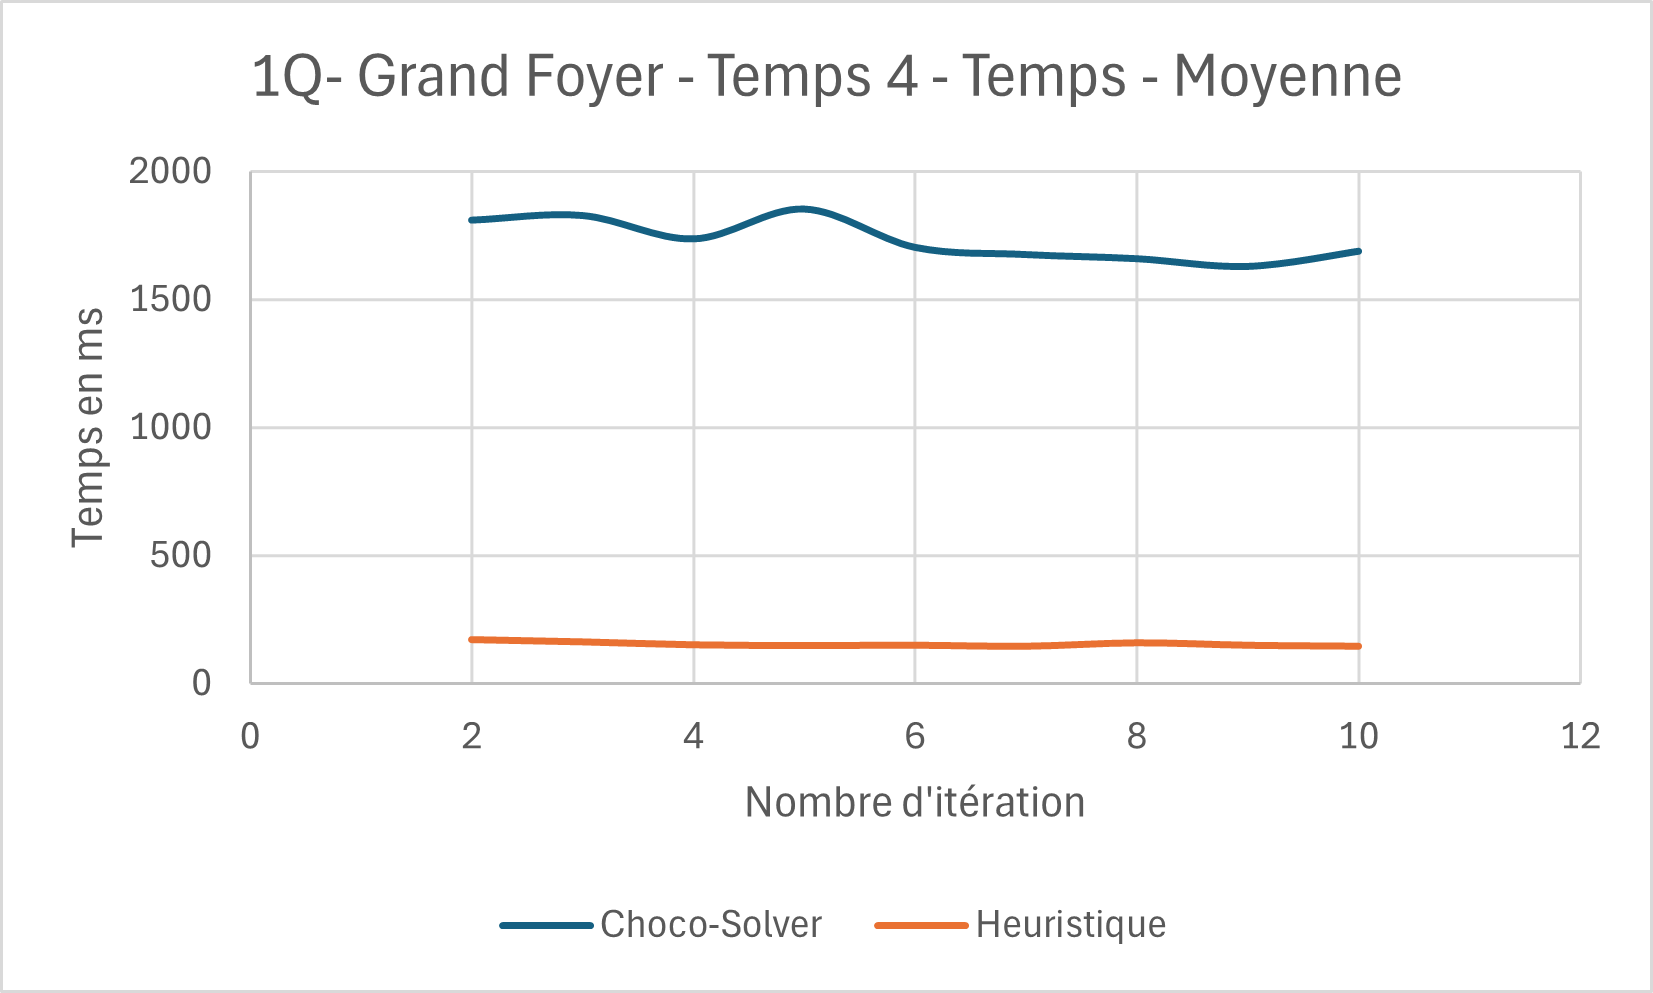 1Q- Grand Foyer - Temps 4 - Temps - Moyenne
2000
1500
1000
500
0
Temps en ms
0 2 4 6 8 10 12
Nombre d'itération
Choco-Solver Heuristique